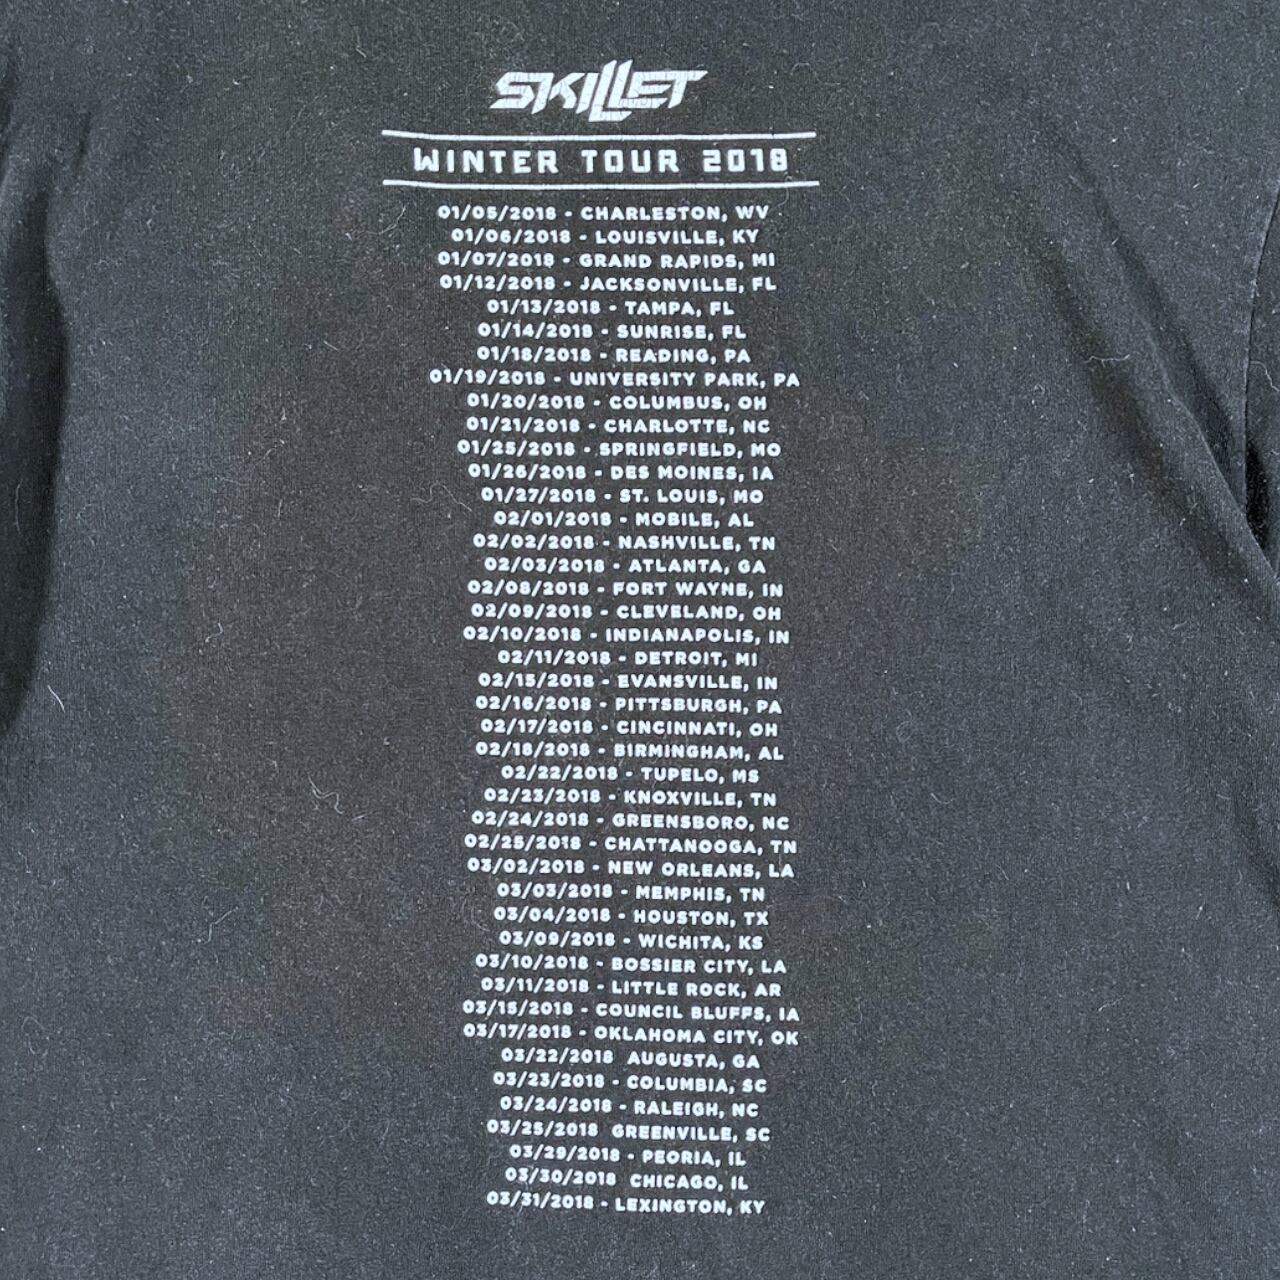 SKILLET
WINTER TOUR 2018
01/05/2018 - CHARLESTON, WV
01/06/2018 - LOUISVILLE, KY
01/07/2018 - GRAND RAPIDS, MI
01/12/2018 - JACKSONVILLE, FL
01/13/2018 - TAMPA, FL
01/14/2018 - SUNRISE, FL
01/18/2018 - READING, PA
01/19/2018 - UNIVERSITY PARK, PA
01/20/2018 - COLUMBUS, OH
01/21/2018 - CHARLOTTE, NC
01/25/2018 - SPRINGFIELD, MO
01/26/2018 - DES MOINES, IA
01/27/2018 - ST. LOUIS, MO
02/01/2018 - MOBILE, AL
02/02/2018 - NASHVILLE, TN
02/03/2018 - ATLANTA, GA
02/08/2018 - FORT WAYNE, IN
02/09/2018 - CLEVELAND, OH
02/10/2018 - INDIANAPOLIS, IN
02/11/2018 - DETROIT, MI
02/15/2018 - EVANSVILLE, IN
02/16/2018 - PITTSBURGH, PA
02/17/2018 - CINCINNATI, OH
02/18/2018 - BIRMINGHAM, AL
02/22/2018 - TUPELO, MS
02/23/2018 - KNOXVILLE, TN
02/24/2018 - GREENSBORO, NC
02/25/2018 - CHATTANOOGA, TN
03/02/2018 - NEW ORLEANS, LA
03/03/2018 - MEMPHIS, TN
03/04/2018 - HOUSTON, TX
03/09/2018 - WICHITA, KS
03/10/2018 - BOSSIER CITY, LA
03/11/2018 - LITTLE ROCK, AR
03/15/2018 - COUNCIL BLUFFS, IA
03/17/2018 - OKLAHOMA CITY, OK
03/22/2018 AUGUSTA, GA
03/23/2018 - COLUMBIA, SC
03/24/2018 - RALEIGH, NC
03/25/2018 GREENVILLE, SC
03/29/2018 - PEORIA, IL
03/30/2018 CHICAGO, IL
03/31/2018 - LEXINGTON, KY